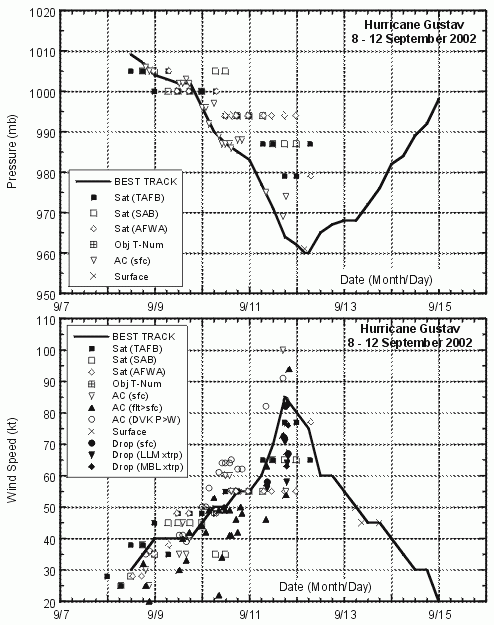 1020
1010
1000
990
980
970
960
950
Pressure (mb)
Hurricane Gustav
8 - 12 September 2002
BEST TRACK
Sat (TAFB)
Sat (SAB)
Sat (AFWA)
Obj T-Num
AC (sfc)
Surface
Date (Month/Day)
9/7 9/9 9/11 9/13 9/15
110
100
90
80
70
60
50
40
30
20
Wind Speed (kt)
Hurricane Gustav
8 - 12 September 2002
BEST TRACK
Sat (TAFB)
Sat (SAB)
Sat (AFWA)
Obj T-Num
AC (sfc)
AC (flt>sfc)
AC (DVK P>W)
Surface
Drop (sfc)
Drop (LLM xtrp)
Drop (MBL xtrp)
Date (Month/Day)
9/7 9/9 9/11 9/13 9/15